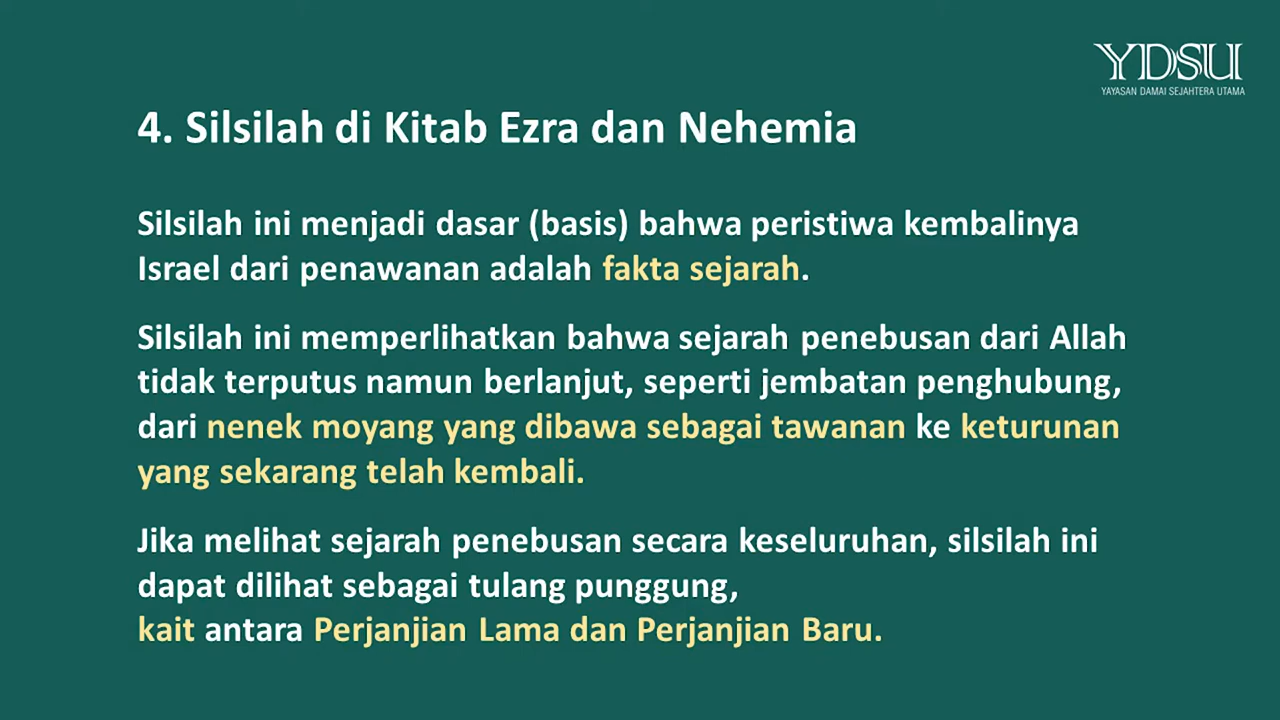 YDSU
YAYASAN DAMAI SEJAHTERA UTAMA
4. Silsilah di Kitab Ezra dan Nehemia
Silsilah ini menjadi dasar (basis) bahwa peristiwa kembalinya
Israel dari penawanan adalah fakta sejarah.
Silsilah ini memperlihatkan bahwa sejarah penebusan dari Allah
tidak terputus namun berlanjut, seperti jembatan penghubung,
dari nenek moyang yang dibawa sebagai tawanan ke keturunan
yang sekarang telah kembali.
Jika melihat sejarah penebusan secara keseluruhan, silsilah ini
dapat dilihat sebagai tulang punggung,
kait antara Perjanjian Lama dan Perjanjian Baru.